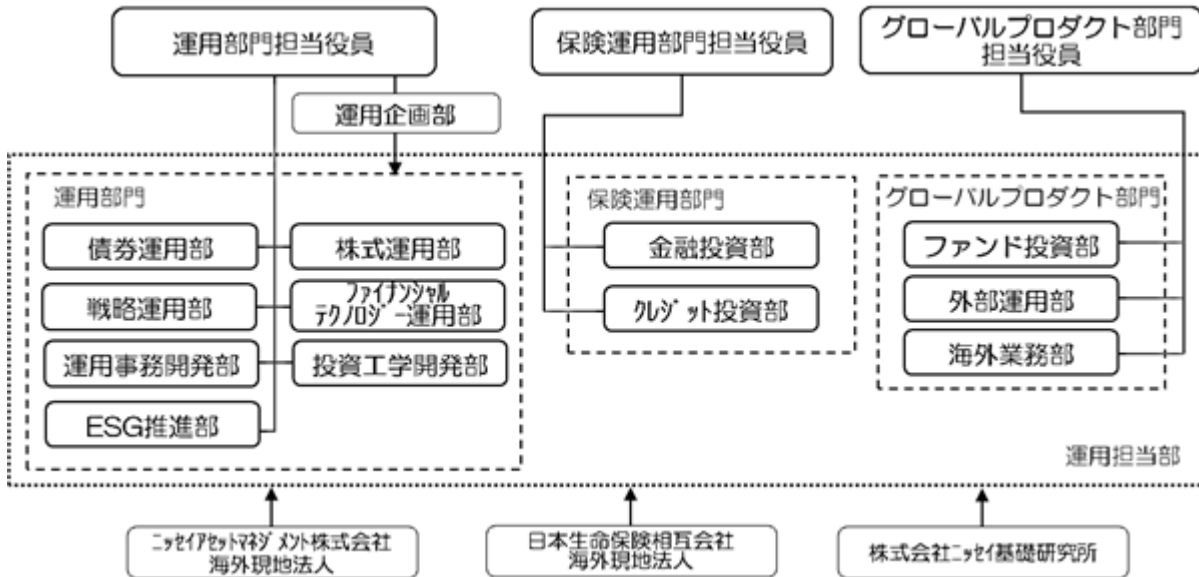 運用部門担当役員
保険運用部門担当役員
グローバルプロダクト部門
担当役員
運用企画部
運用部門
債券運用部
株式運用部
戦略運用部
ファイナンシャル
テクノロジー運用部
運用事務開発部
投資工学開発部
ESG推進部
保険運用部門
金融投資部
クレジット投資部
グローバルプロダクト部門
ファンド投資部
外部運用部
海外業務部
運用担当部
ニッセイアセットマネジメント株式会社
海外現地法人
日本生命保険相互会社
海外現地法人
株式会社ニッセイ基礎研究所